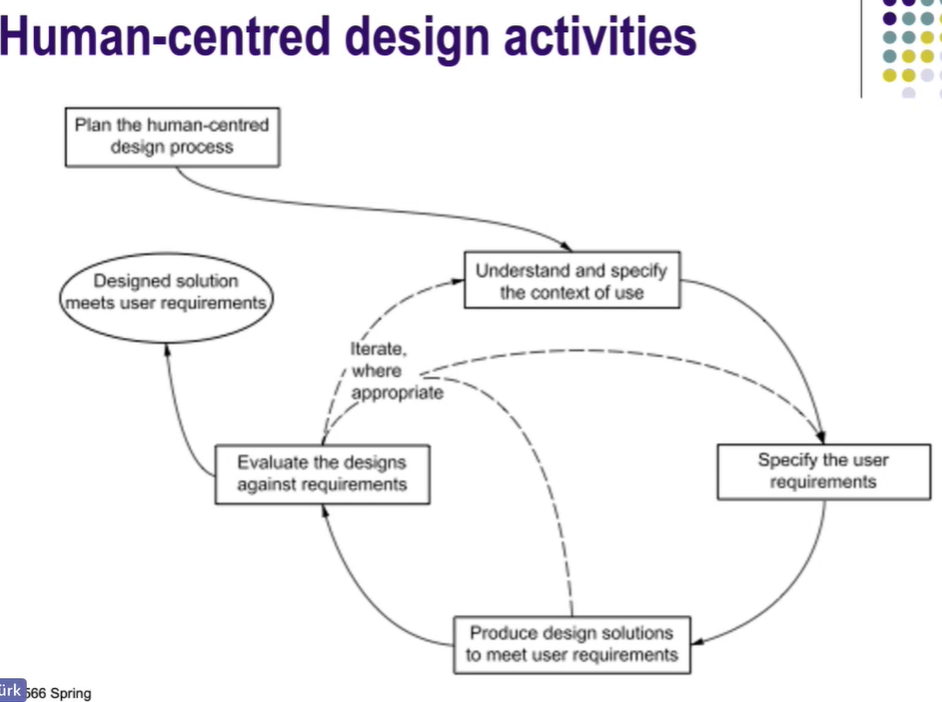 Human-centred design activities
Plan the human-centred
design process
Understand and specify
the context of use
Designed solution
meets user requirements
Iterate,
where
appropriate
Evaluate the designs
against requirements
Specify the user
requirements
Produce design solutions
to meet user requirements
ürk 566 Spring